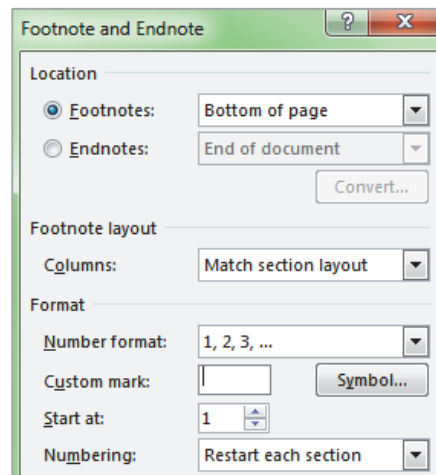 Footnote and Endnote
Location
Footnotes: Bottom of page
Endnotes: End of document
Convert...
Footnote layout
Columns: Match section layout
Format
Number format: 1, 2, 3, ...
Custom mark: Symbol...
Start at: 1
Numbering: Restart each section